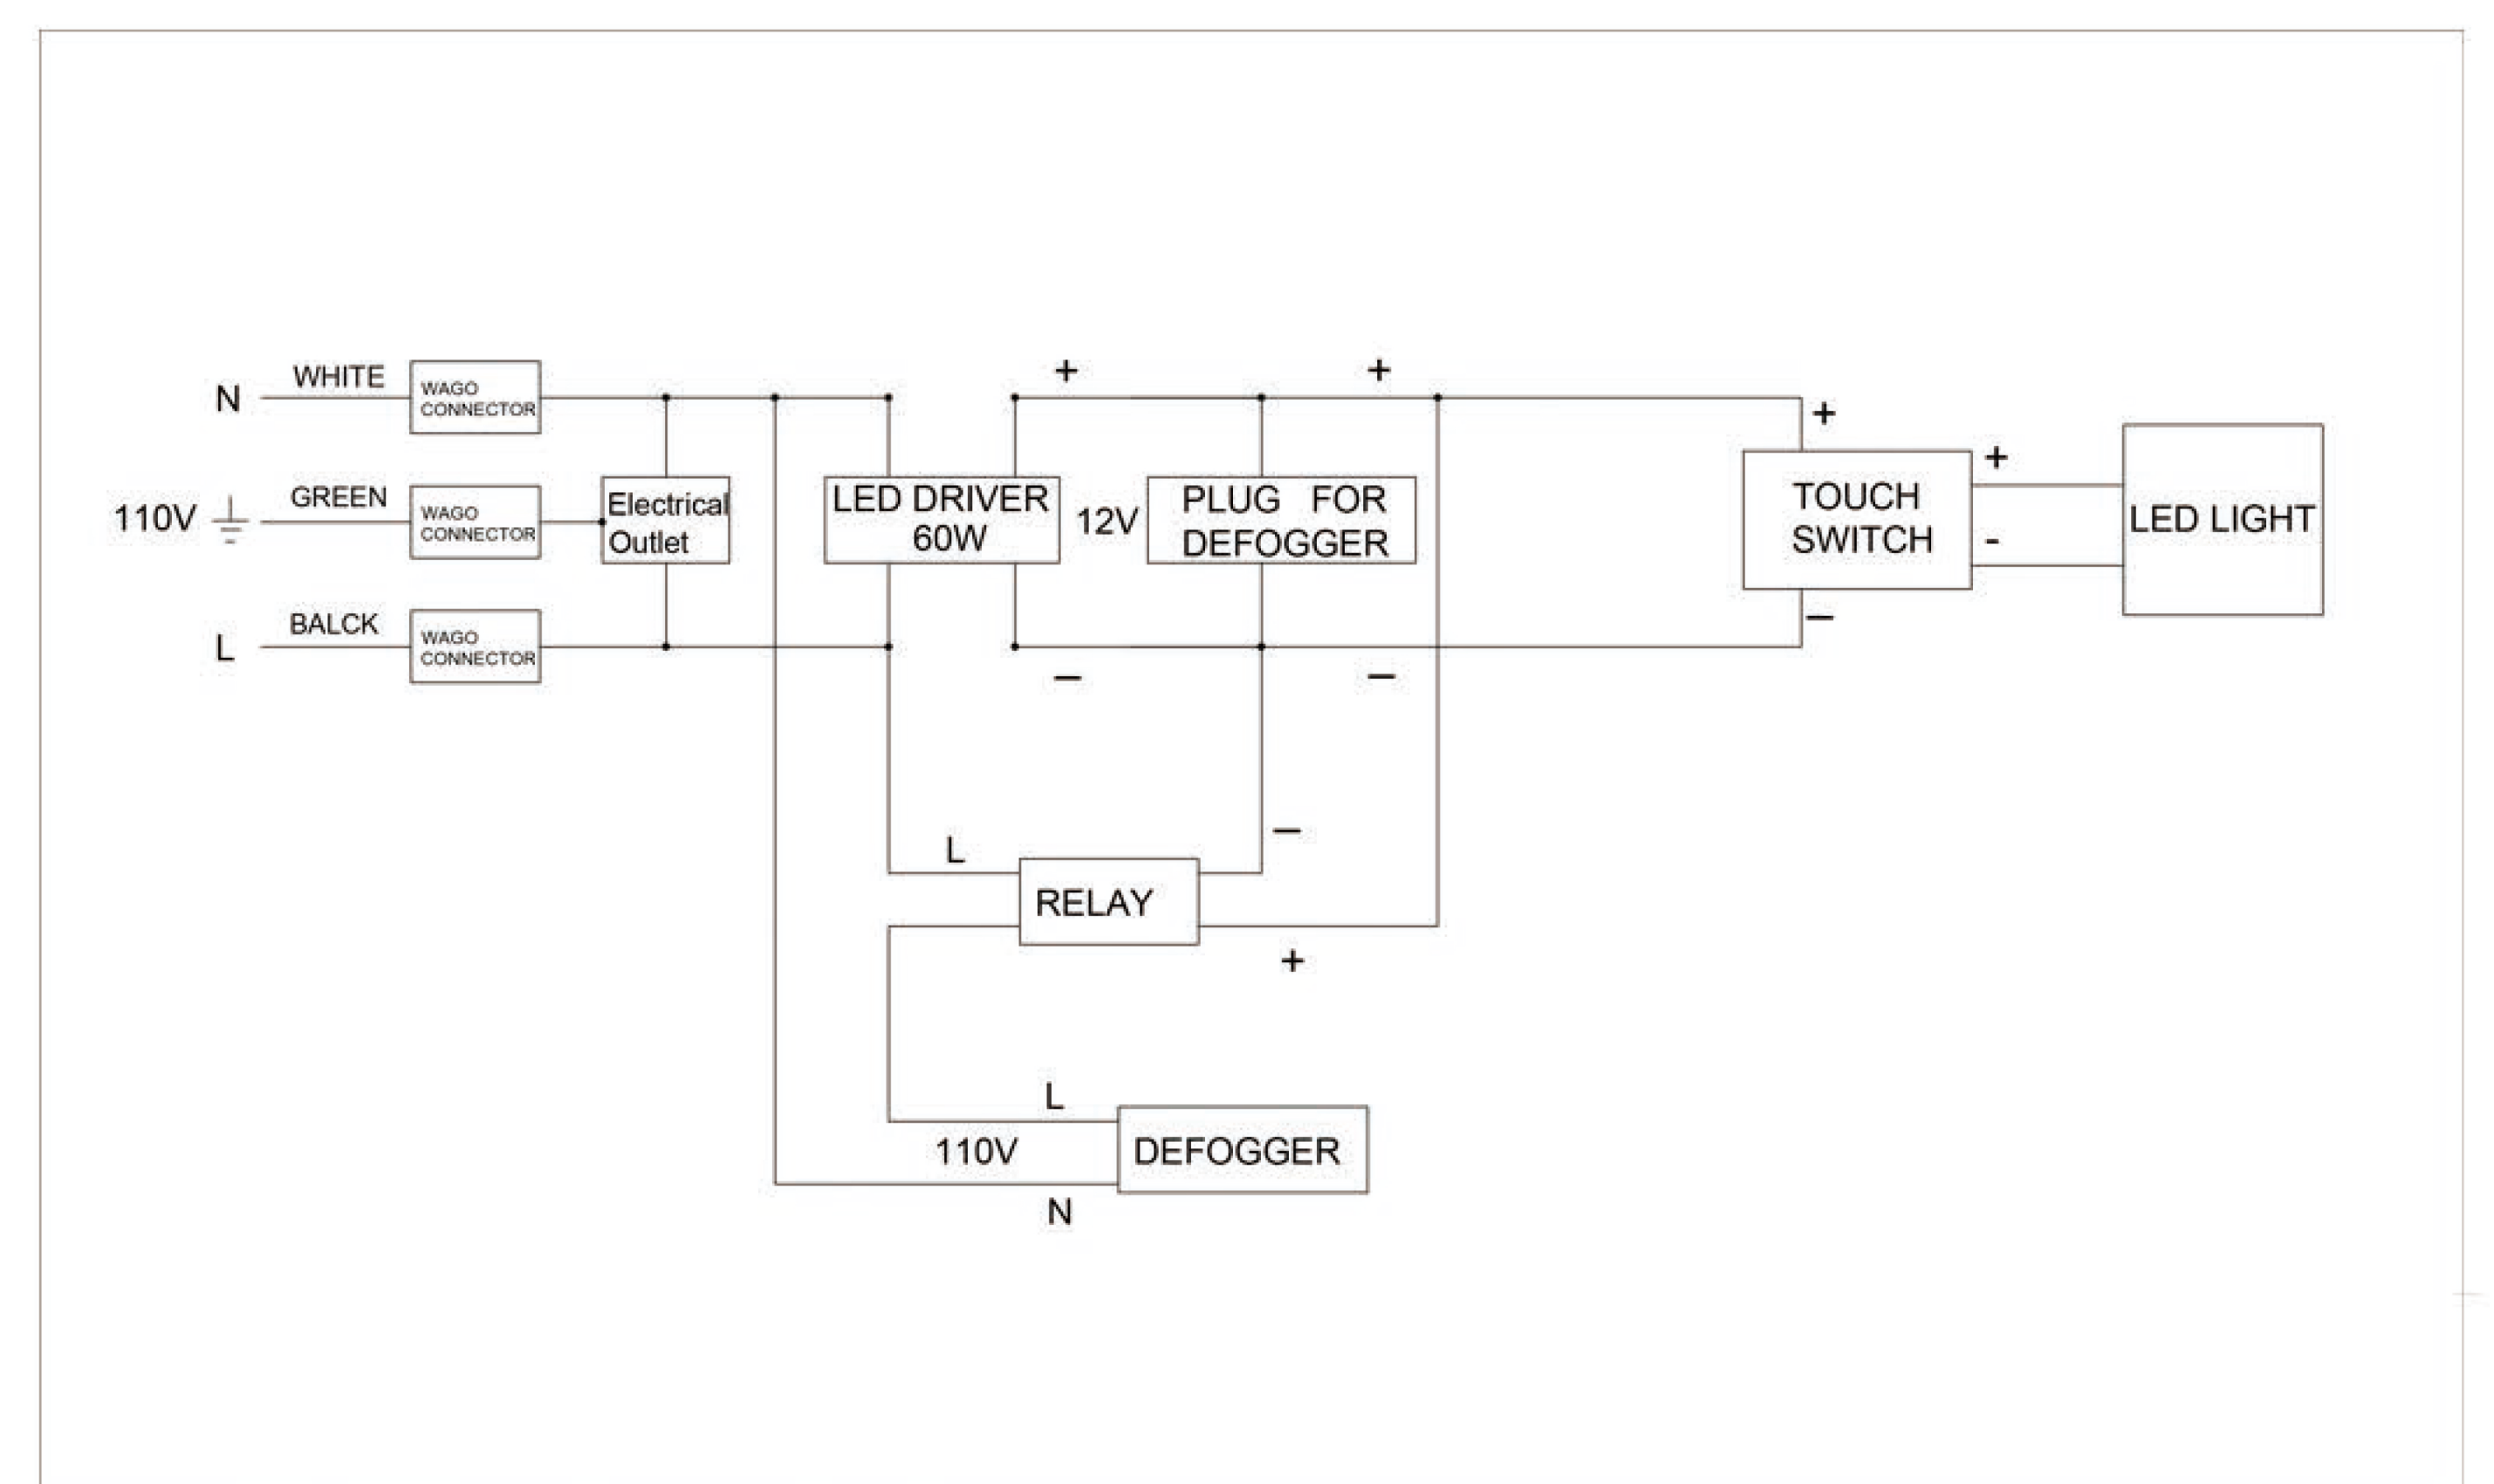 WHITE
N
WAGO
CONNECTOR
+
+
+
GREEN
110V
WAGO
CONNECTOR
Electrical
Outlet
LED DRIVER
60W
12V
PLUG FOR
DEFOGGER
TOUCH
SWITCH
+
-
LED LIGHT
BALCK
L
WAGO
CONNECTOR
–
–
–
L
–
RELAY
+
L
110V
DEFOGGER
N